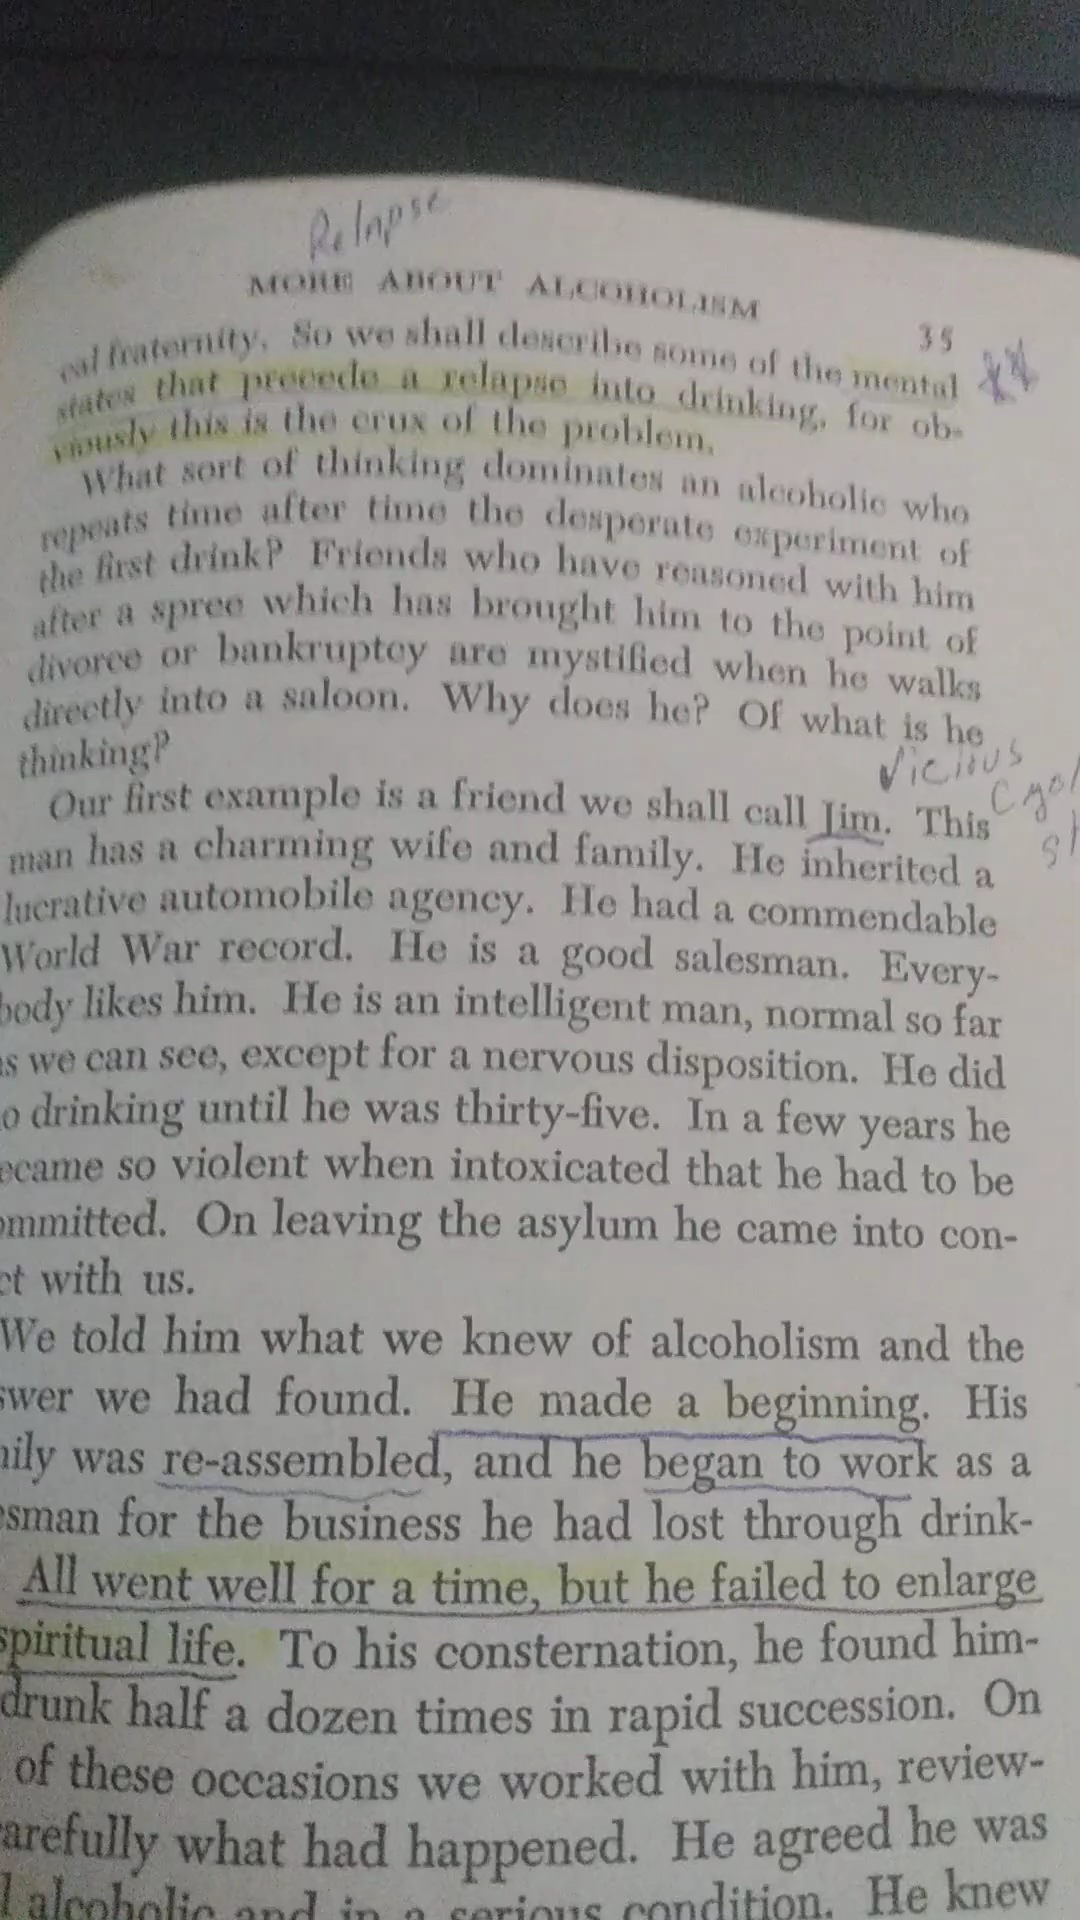 Relapse
MORE ABOUT ALCOHOLISM
35
cal fraternity. So we shall describe some of the mental
states that precede a relapse into drinking, for ob-
viously this is the crux of the problem.
What sort of thinking dominates an alcoholic who
repeats time after time the desperate experiment of
the first drink? Friends who have reasoned with him
after a spree which has brought him to the point of
divorce or bankruptcy are mystified when he walks
directly into a saloon. Why does he? Of what is he
thinking?
Vicious
Our first example is a friend we shall call Jim. This
man has a charming wife and family. He inherited a
lucrative automobile agency. He had a commendable
World War record. He is a good salesman. Every-
body likes him. He is an intelligent man, normal so far
s we can see, except for a nervous disposition. He did
o drinking until he was thirty-five. In a few years he
ecame so violent when intoxicated that he had to be
ommitted. On leaving the asylum he came into con-
ct with us.
We told him what we knew of alcoholism and the
swer we had found. He made a beginning. His
ily was re-assembled, and he began to work as a
esman for the business he had lost through drink-
All went well for a time, but he failed to enlarge
spiritual life. To his consternation, he found him-
drunk half a dozen times in rapid succession. On
of these occasions we worked with him, review-
arefully what had happened. He agreed he was
l alcoholic and in a serious condition. He knew